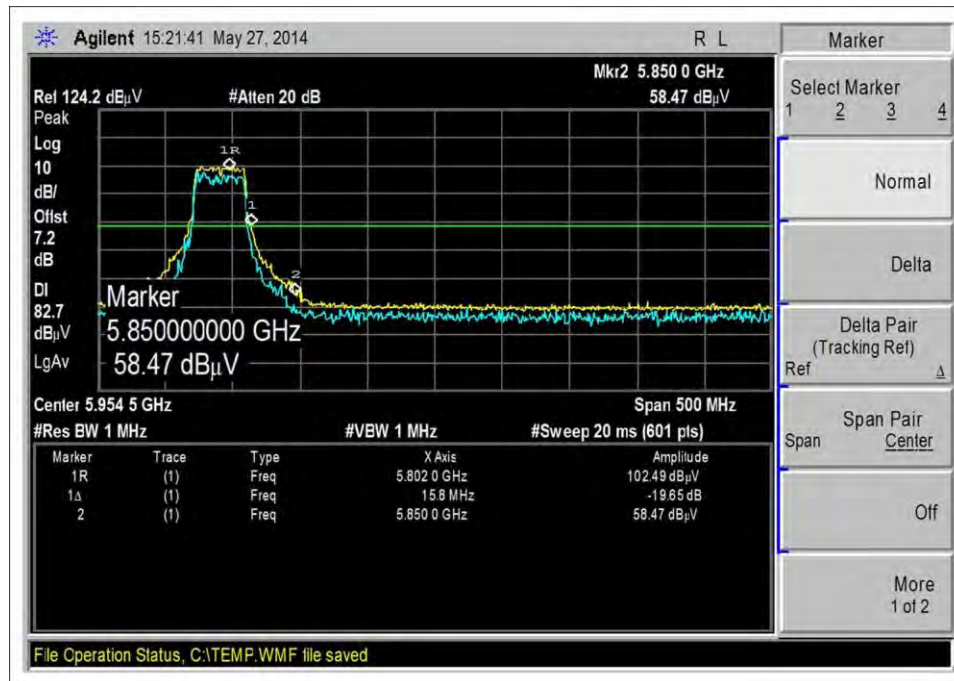 Agilent 15:21:41 May 27, 2014 R L
Marker
Mkr2 5.850 0 GHz
Ref 124.2 dBµV #Atten 20 dB 58.47 dBµV
Peak
Log
10
dB/
Offst
7.2
dB
DI
82.7
dBµV
LgAv
1R
1
2
Marker
5.850000000 GHz
58.47 dBµV
Center 5.954 5 GHz Span 500 MHz
#Res BW 1 MHz #VBW 1 MHz #Sweep 20 ms (601 pts)
Marker Trace Type X Axis Amplitude
1R (1) Freq 5.802 0 GHz 102.49 dBµV
1Δ (1) Freq 15.8 MHz -19.65 dB
2 (1) Freq 5.850 0 GHz 58.47 dBµV
Select Marker
1 2 3 4
Normal
Delta
Delta Pair
(Tracking Ref)
Ref Δ
Span Pair
Span Center
Off
More
1 of 2
File Operation Status, C:\TEMP.WMF file saved